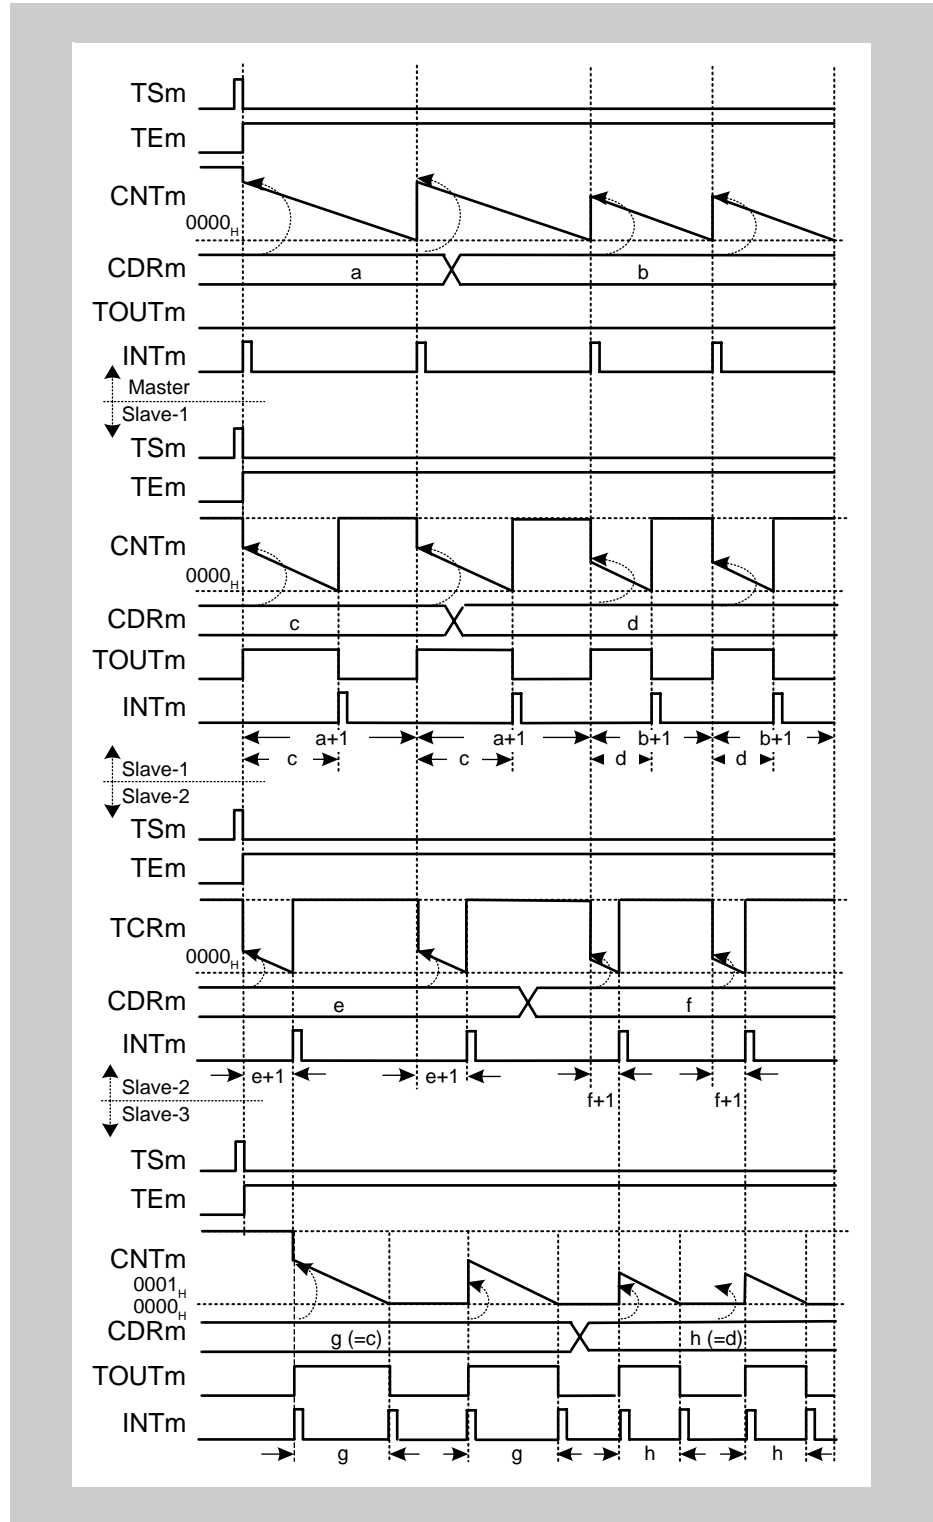 TSm
TEm
CNTm
0000H
CDRm
a
b
TOUTm
INTm
Master
Slave-1
TSm
TEm
CNTm
0000H
CDRm
c
d
TOUTm
INTm
a+1
a+1
b+1
b+1
c
c
d
d
Slave-1
Slave-2
TSm
TEm
TCRm
0000H
CDRm
e
f
INTm
e+1
e+1
f+1
f+1
Slave-2
Slave-3
TSm
TEm
CNTm
0001H
0000H
CDRm
g (=c)
h (=d)
TOUTm
INTm
g
g
h
h